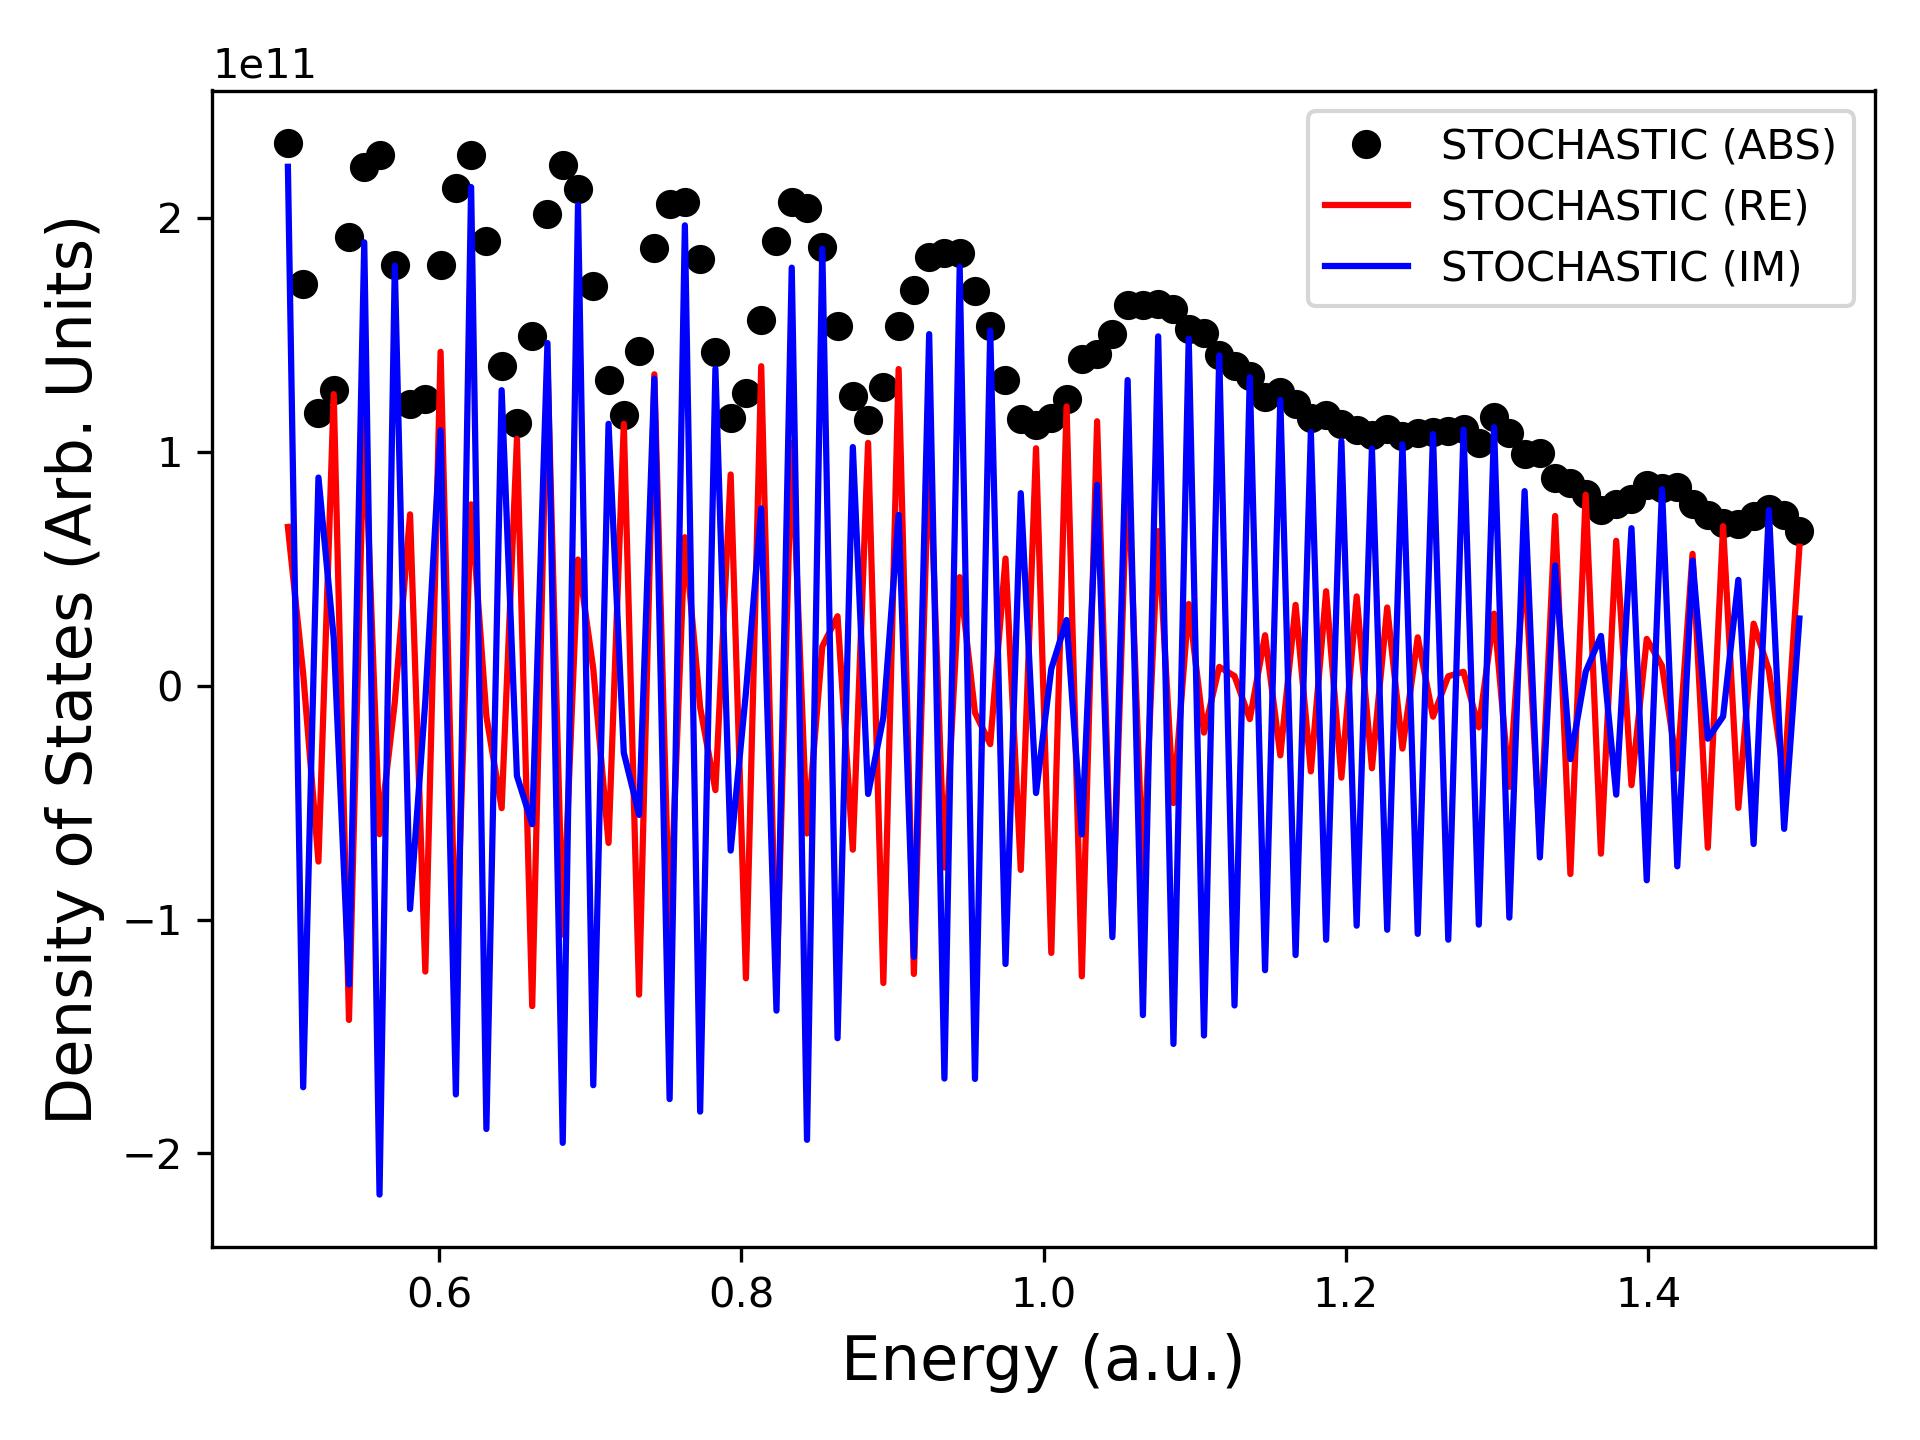 1e11
STOCHASTIC (ABS)
STOCHASTIC (RE)
STOCHASTIC (IM)
Density of States (Arb. Units)
2
1
0
−1
−2
0.6 0.8 1.0 1.2 1.4
Energy (a.u.)